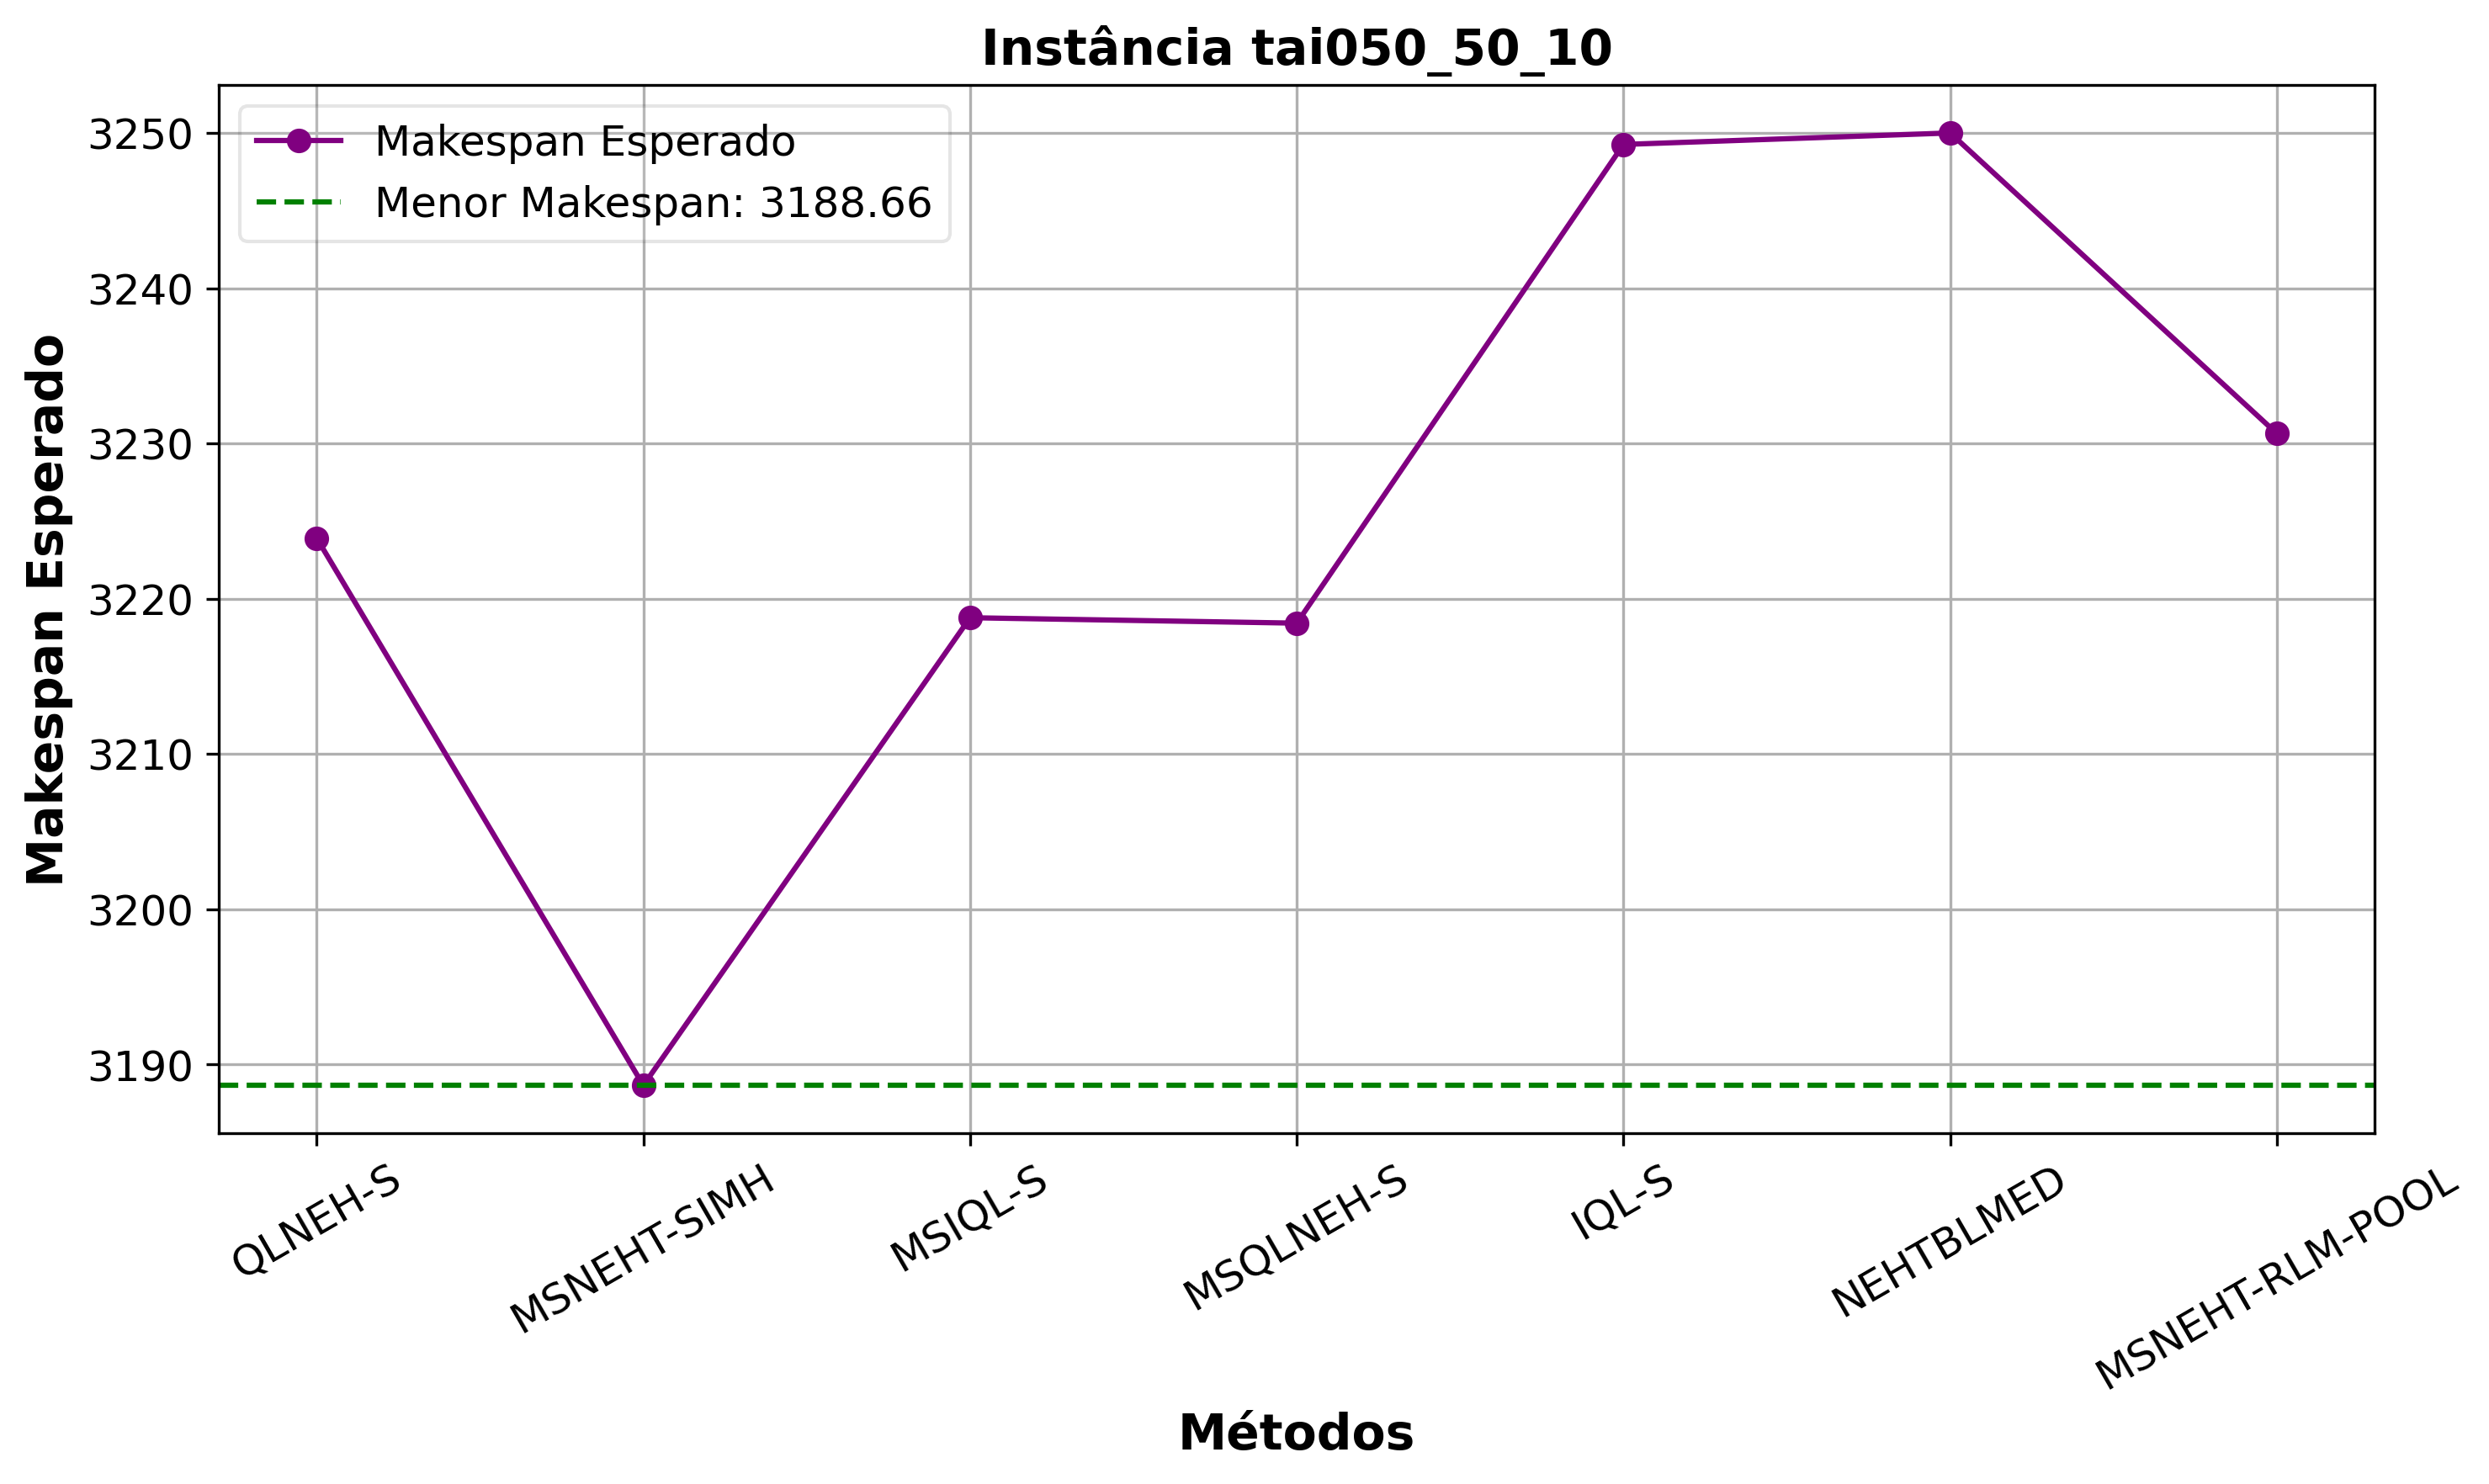 Instância tai050_50_10
Makespan Esperado
Menor Makespan: 3188.66
3250
3240
3230
3220
3210
3200
3190
Makespan Esperado
QLNEH-S
MSNEHT-SIMH
MSIQL-S
MSQLNEH-S
IQL-S
NEHTBLMED
MSNEHT-RLM-POOL
Métodos